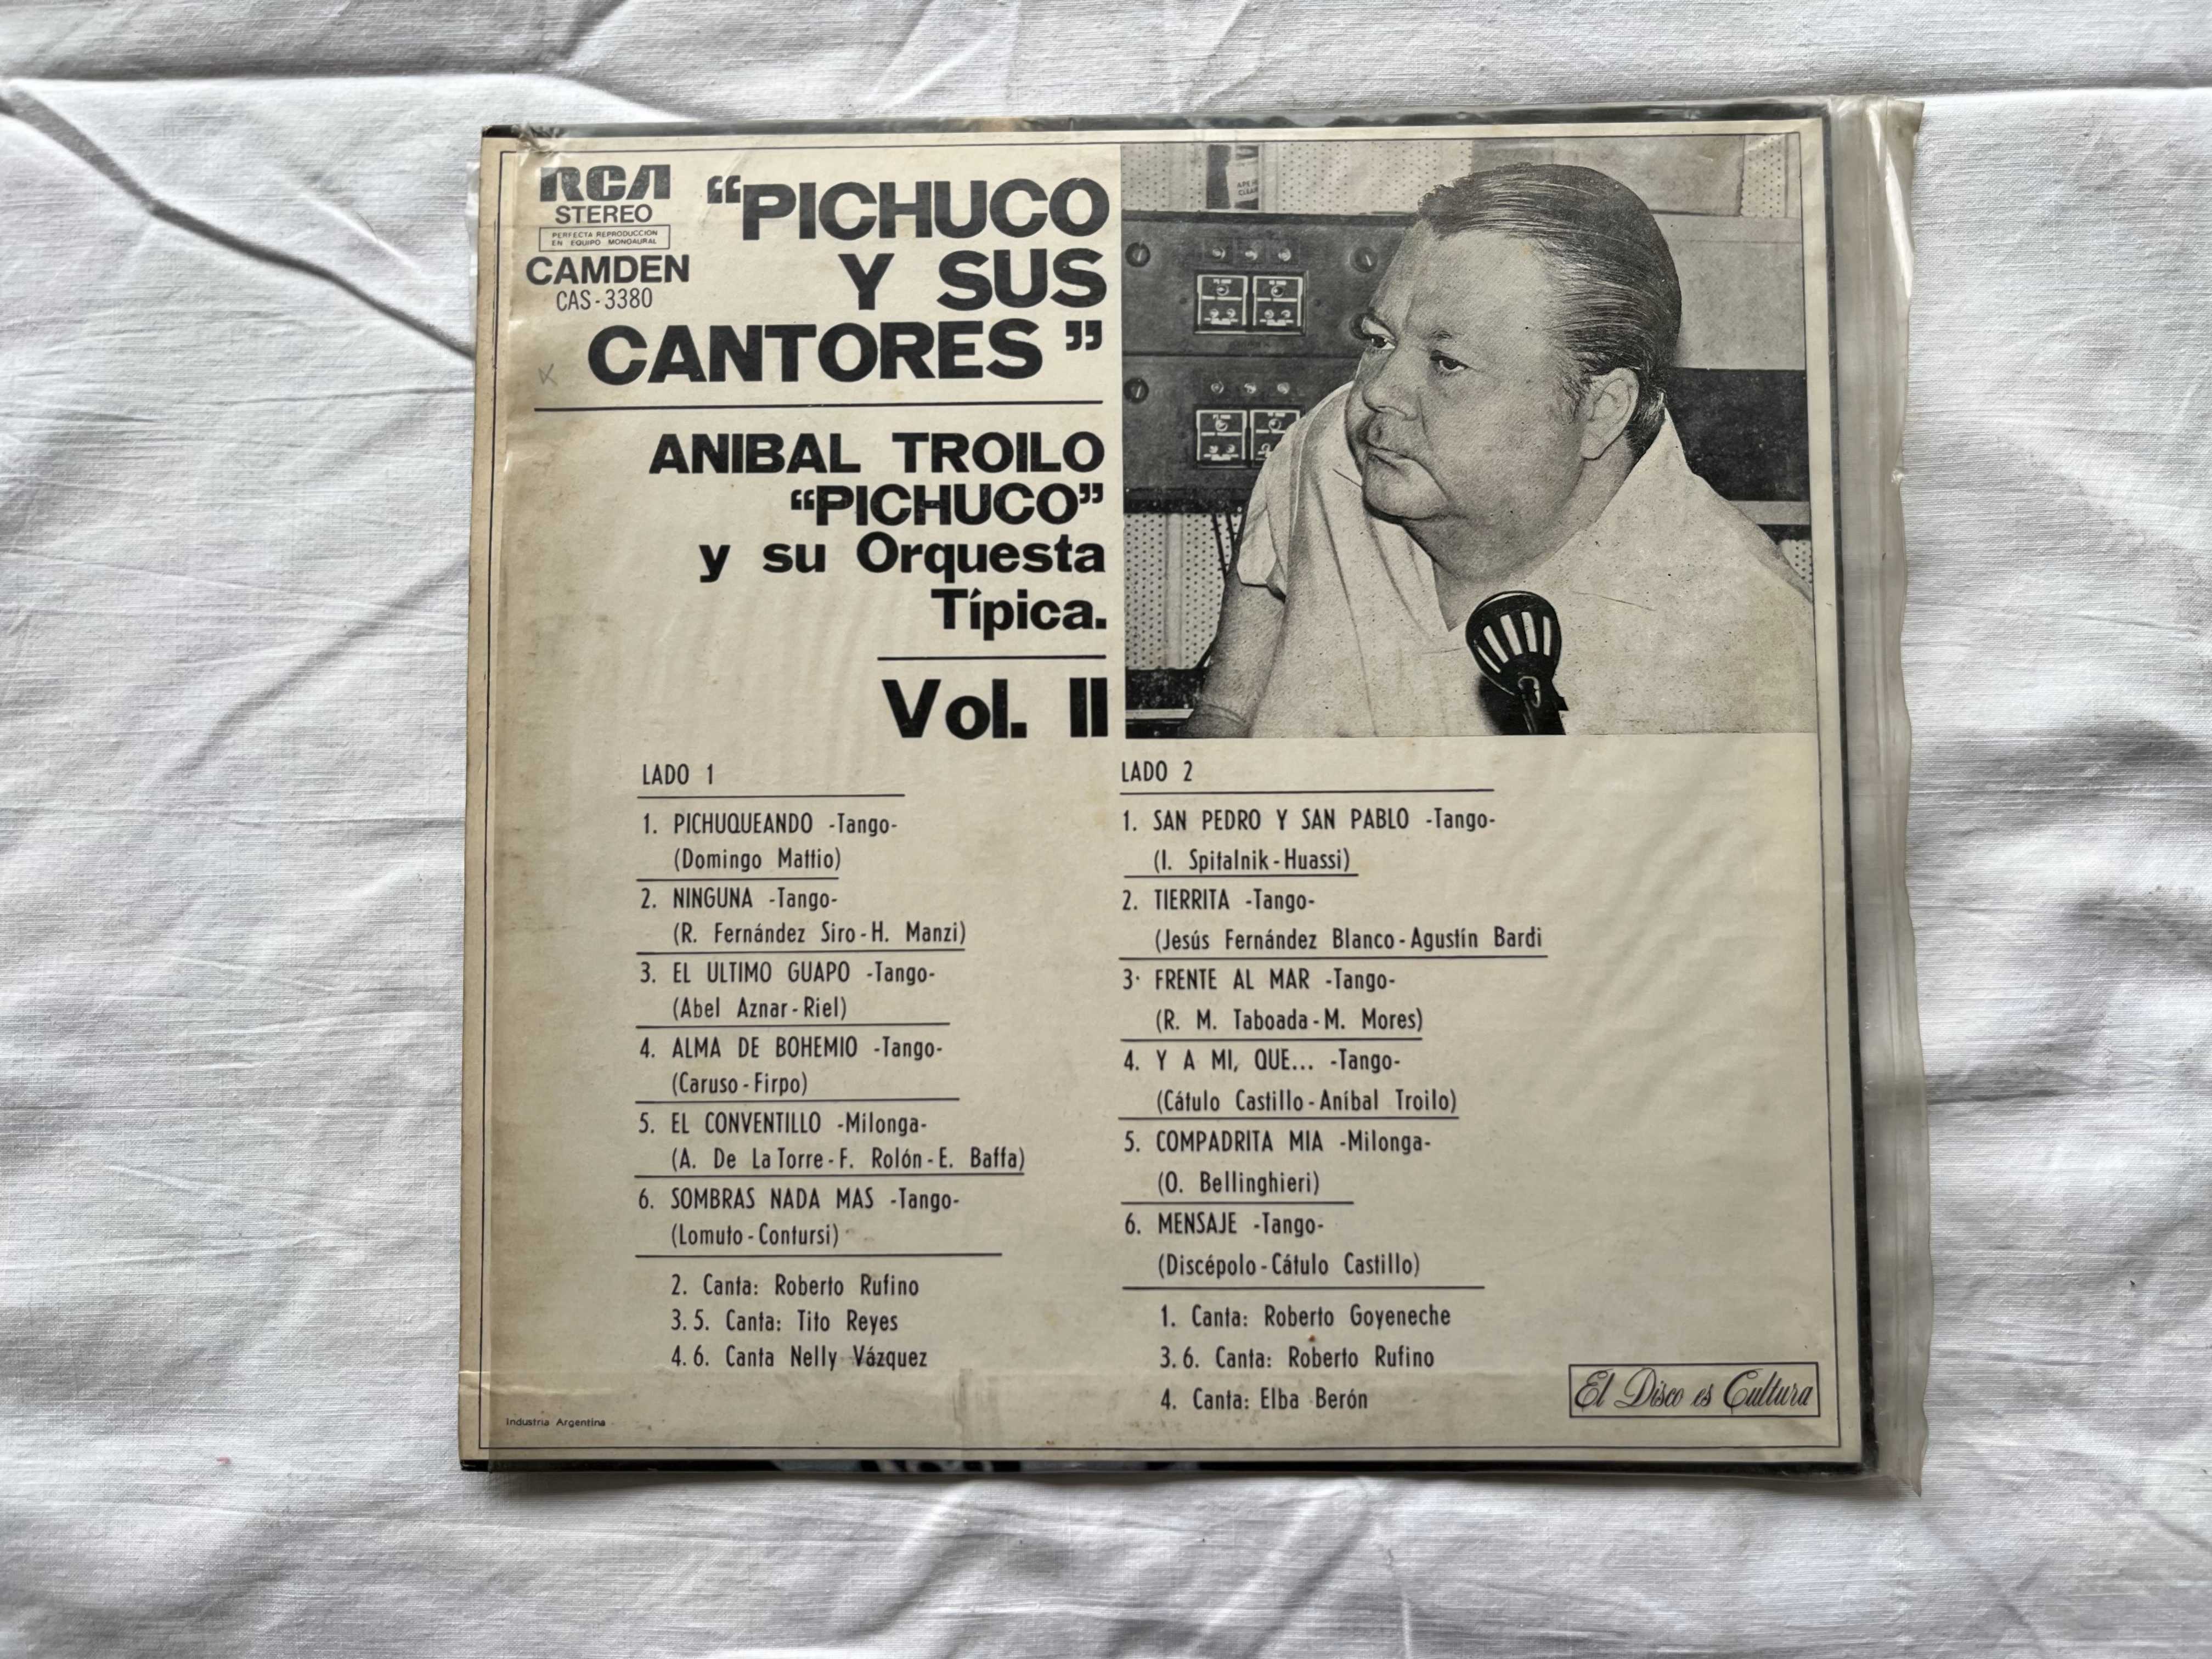 RCA
STEREO
PERFECTA REPRODUCCION
EN EQUIPO MONOAURAL
CAMDEN
CAS-3380
“PICHUCO
Y SUS
CANTORES”
ANIBAL TROILO
“PICHUCO”
y su Orquesta
Típica.
Vol. II
LADO 1
1. PICHUQUEANDO -Tango-
(Domingo Mattio)
2. NINGUNA -Tango-
(R. Fernández Siro-H. Manzi)
3. EL ULTIMO GUAPO -Tango-
(Abel Aznar-Riel)
4. ALMA DE BOHEMIO -Tango-
(Caruso-Firpo)
5. EL CONVENTILLO -Milonga-
(A. De La Torre-F. Rolón-E. Baffa)
6. SOMBRAS NADA MAS -Tango-
(Lomuto-Contursi)
2. Canta: Roberto Rufino
3.5. Canta: Tito Reyes
4.6. Canta Nelly Vázquez
LADO 2
1. SAN PEDRO Y SAN PABLO -Tango-
(I. Spitalnik-Huassi)
2. TIERRITA -Tango-
(Jesús Fernández Blanco-Agustín Bardi
3· FRENTE AL MAR -Tango-
(R. M. Taboada-M. Mores)
4. Y A MI, QUE... -Tango-
(Cátulo Castillo-Aníbal Troilo)
5. COMPADRITA MIA -Milonga-
(O. Bellinghieri)
6. MENSAJE -Tango-
(Discépolo-Cátulo Castillo)
1. Canta: Roberto Goyeneche
3.6. Canta: Roberto Rufino
4. Canta: Elba Berón
El Disco es Cultura
Industria Argentina